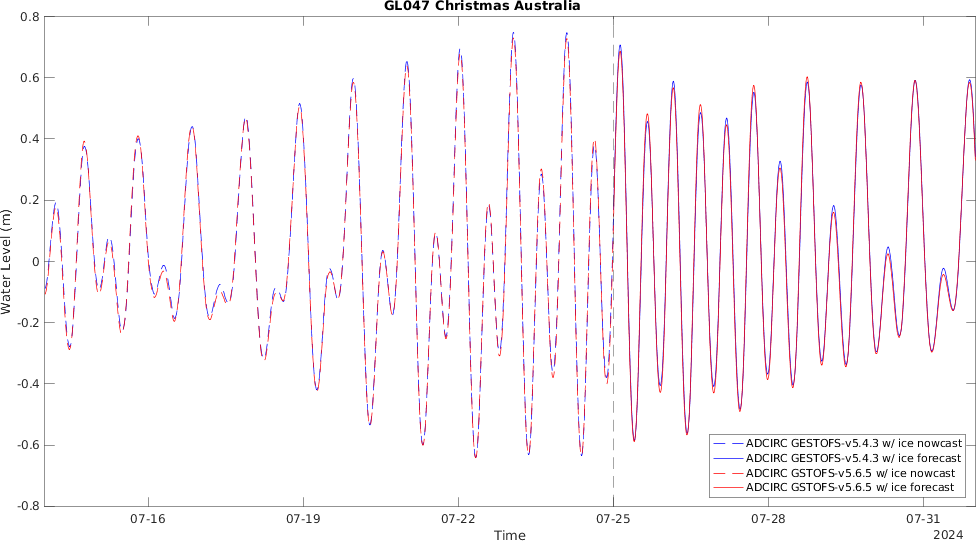 GL047 Christmas Australia
Water Level (m)
0.8
0.6
0.4
0.2
0
-0.2
-0.4
-0.6
-0.8
07-16
07-19
07-22
07-25
07-28
07-31
Time
2024
ADCIRC GESTOFS-v5.4.3 w/ ice nowcast
ADCIRC GESTOFS-v5.4.3 w/ ice forecast
ADCIRC GSTOFS-v5.6.5 w/ ice nowcast
ADCIRC GSTOFS-v5.6.5 w/ ice forecast